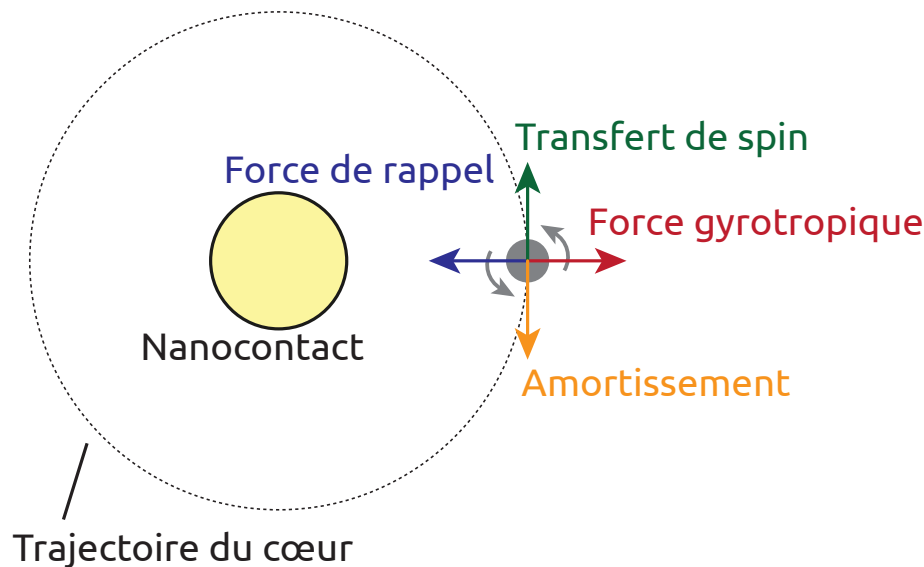 Transfert de spin
Force de rappel
Force gyrotropique
Nanocontact
Amortissement
Trajectoire du cœur